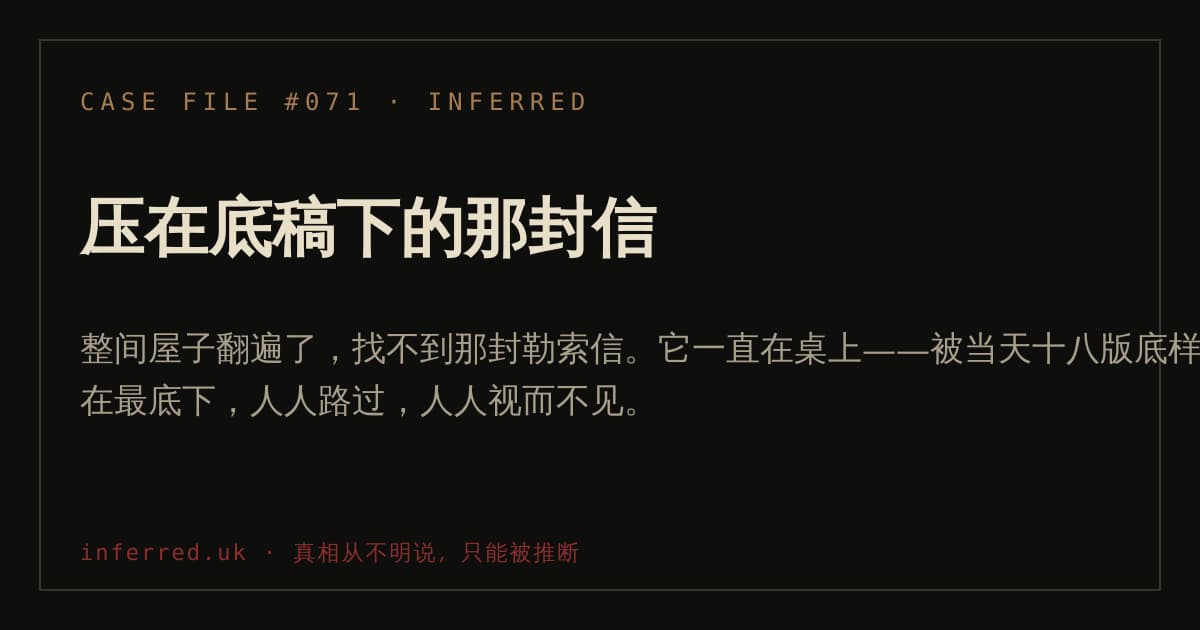 CASE FILE #071 · INFERRED
压在底稿下的那封信
整间屋子翻遍了，找不到那封勒索信。它一直在桌上——被当天十八版底样
在最底下，人人路过，人人视而不见。
inferred.uk · 真相从不明说，只能被推断